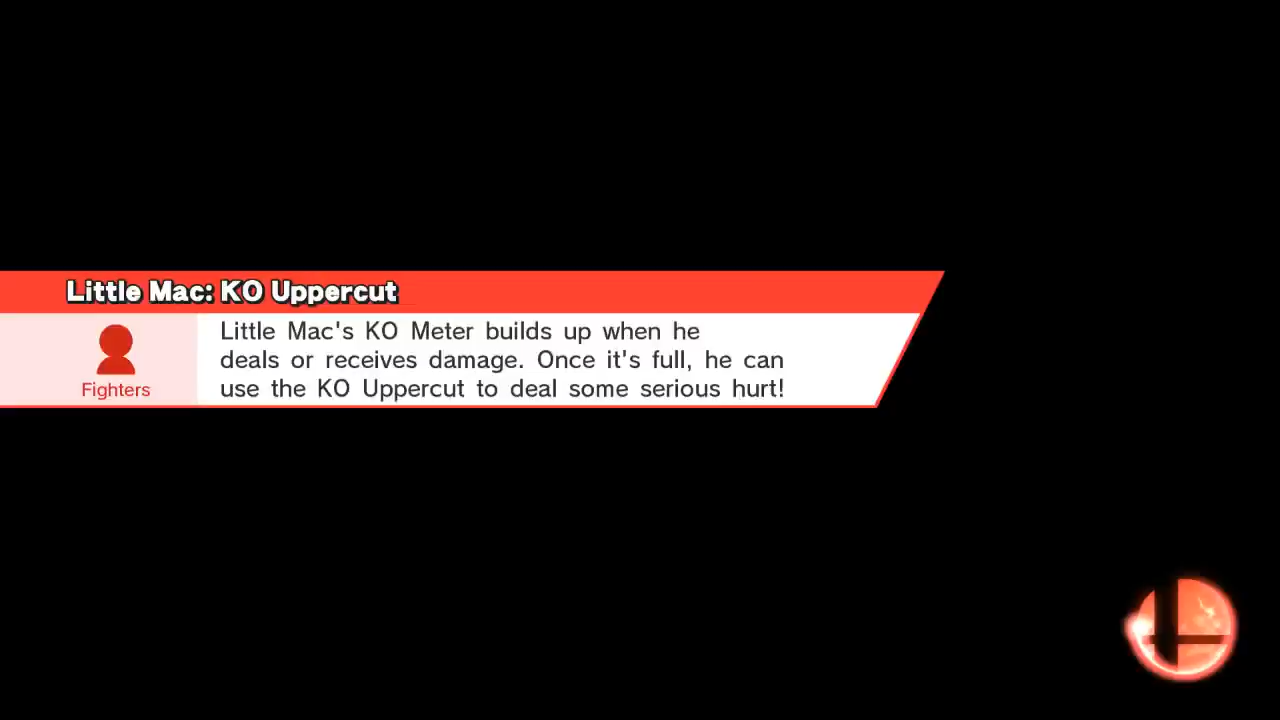 Little Mac: KO Uppercut
Little Mac's KO Meter builds up when he
deals or receives damage. Once it's full, he can
use the KO Uppercut to deal some serious hurt!
Fighters